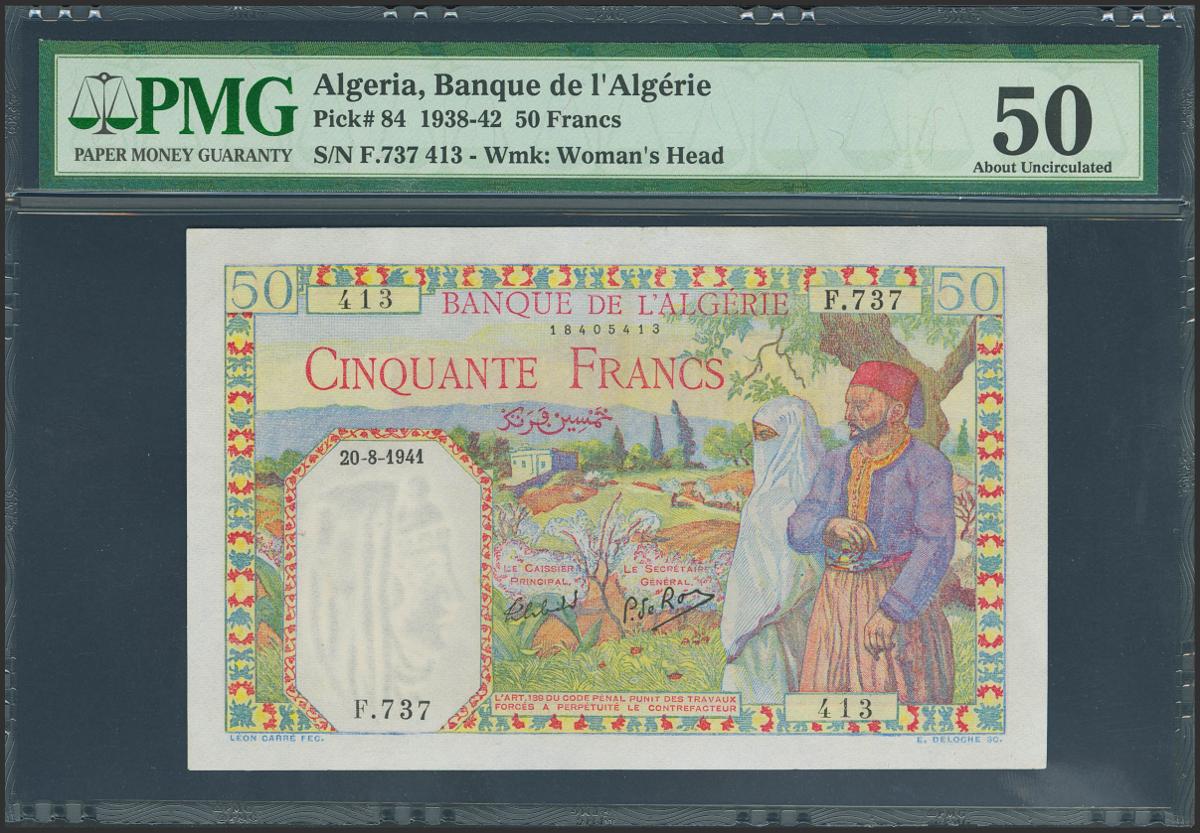 PMG
PAPER MONEY GUARANTY
Algeria, Banque de l'Algérie
Pick# 84 1938-42 50 Francs
S/N F.737 413 - Wmk: Woman's Head
50
About Uncirculated
50
413
BANQUE DE L'ALGÉRIE
F.737
50
18405413
CINQUANTE FRANCS
خمسين فرنك
20-8-1941
LE CAISSIER
PRINCIPAL,
LE SECRÉTAIRE
GÉNÉRAL,
P. de Rou
F.737
L'ART. 139 DU CODE PÉNAL PUNIT DES TRAVAUX
FORCÉS A PERPÉTUITÉ LE CONTREFACTEUR
413
LÉON CARRÉ FEC.
E. DELOCHE SC.